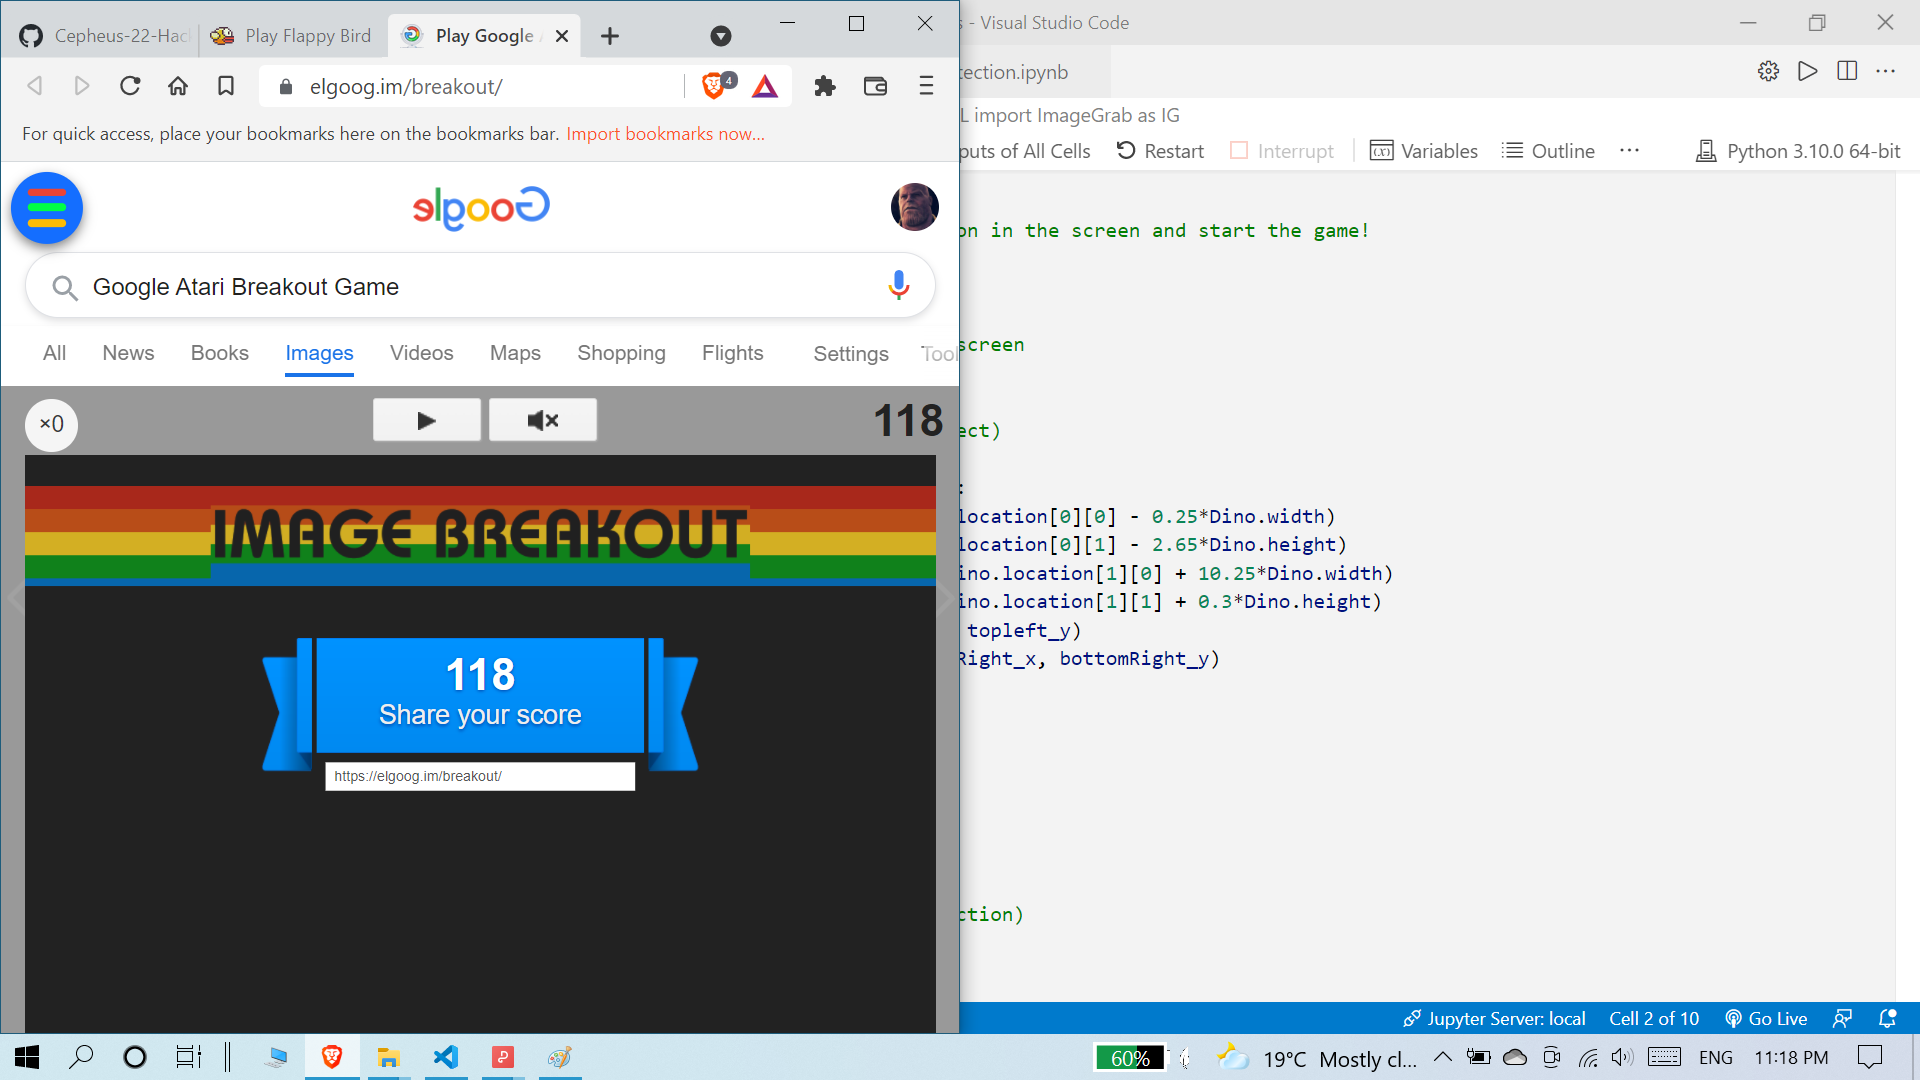 Cepheus-22-Hac
Play Flappy Bird
Play Google
elgoog.im/breakout/
4
For quick access, place your bookmarks here on the bookmarks bar. Import bookmarks now...
Google
Google Atari Breakout Game
All News Books Images Videos Maps Shopping Flights Settings Tool
×0
118
IMAGE BREAKOUT
118
Share your score
https://elgoog.im/breakout/
s - Visual Studio Code
tection.ipynb
L import ImageGrab as IG
puts of All Cells Restart Interrupt Variables Outline ··· Python 3.10.0 64-bit
on in the screen and start the game!
screen
ect)
:
location[0][0] - 0.25*Dino.width)
location[0][1] - 2.65*Dino.height)
ino.location[1][0] + 10.25*Dino.width)
ino.location[1][1] + 0.3*Dino.height)
topleft_y)
Right_x, bottomRight_y)
ction)
Jupyter Server: local Cell 2 of 10 Go Live
60% 19°C Mostly cl... ENG 11:18 PM